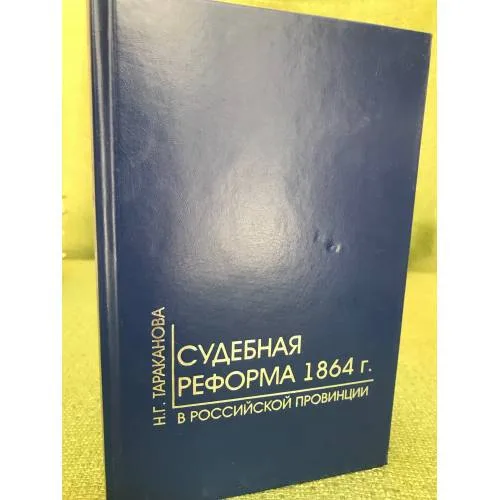 Н.Г. ТАРАКАНОВА
СУДЕБНАЯ
РЕФОРМА 1864 г.
В РОССИЙСКОЙ ПРОВИНЦИИ